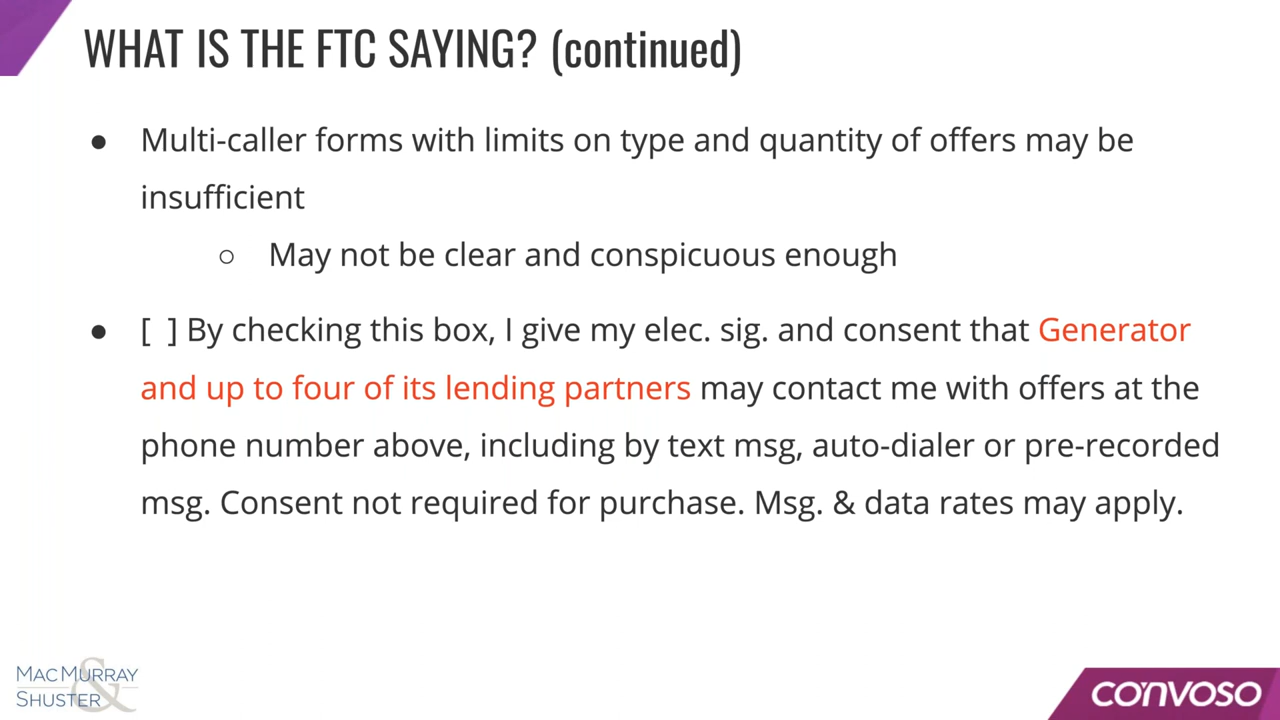 WHAT IS THE FTC SAYING? (continued)
● Multi-caller forms with limits on type and quantity of offers may be
insufficient
○ May not be clear and conspicuous enough
● [ ] By checking this box, I give my elec. sig. and consent that Generator
and up to four of its lending partners may contact me with offers at the
phone number above, including by text msg, auto-dialer or pre-recorded
msg. Consent not required for purchase. Msg. & data rates may apply.
MACMURRAY
&
SHUSTER
convoso